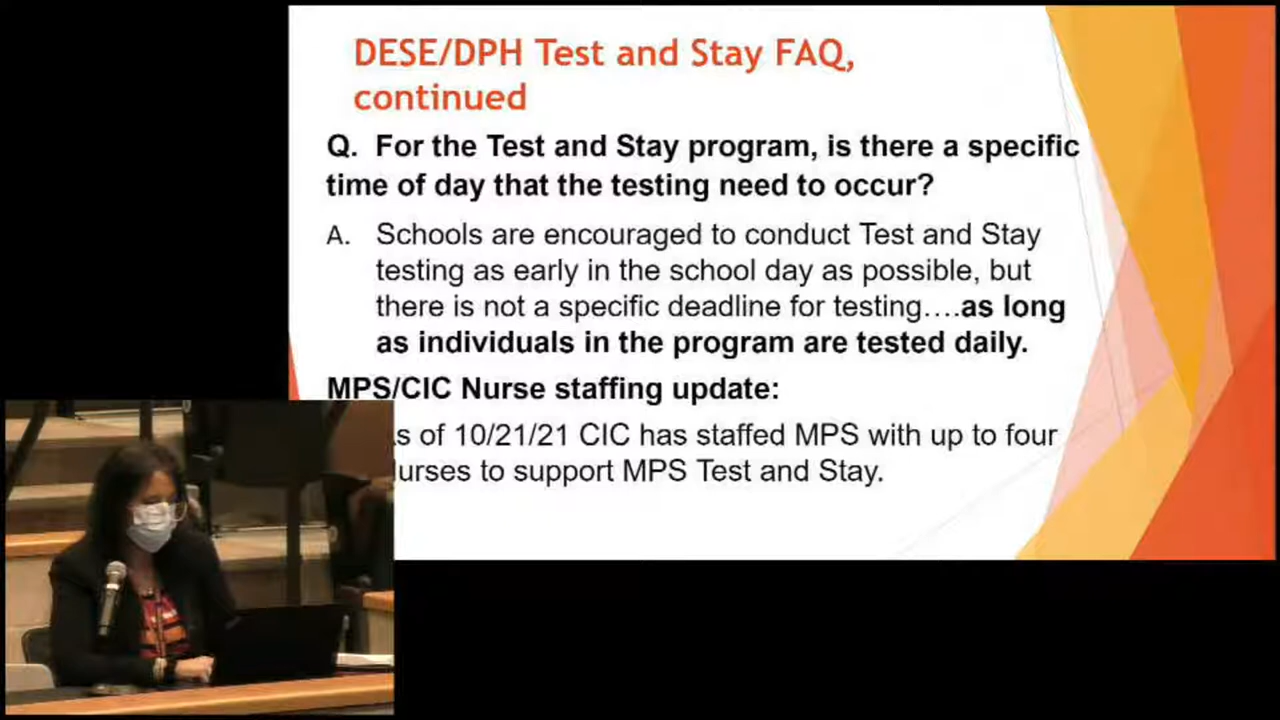 DESE/DPH Test and Stay FAQ,
continued
Q. For the Test and Stay program, is there a specific
time of day that the testing need to occur?
A. Schools are encouraged to conduct Test and Stay
testing as early in the school day as possible, but
there is not a specific deadline for testing….as long
as individuals in the program are tested daily.
MPS/CIC Nurse staffing update:
s of 10/21/21 CIC has staffed MPS with up to four
urses to support MPS Test and Stay.